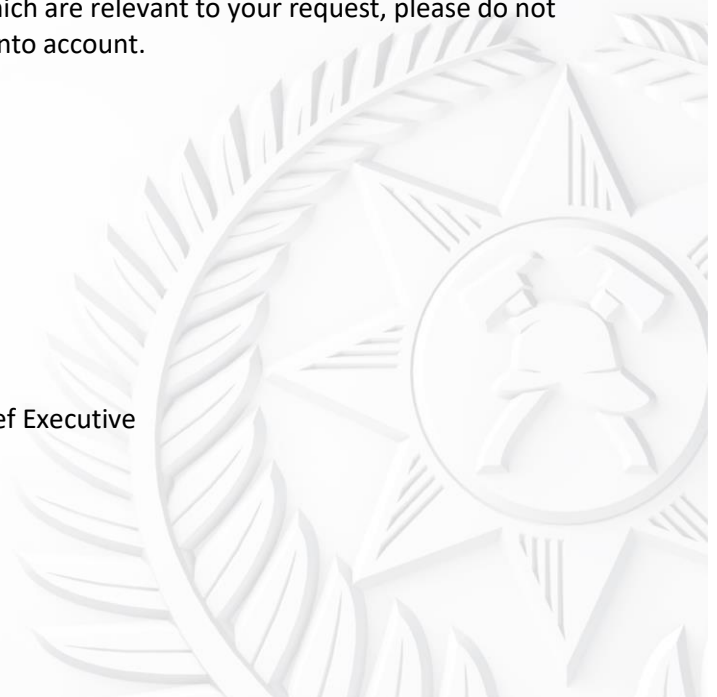 hich are relevant to your request, please do not
nto account.
ef Executive